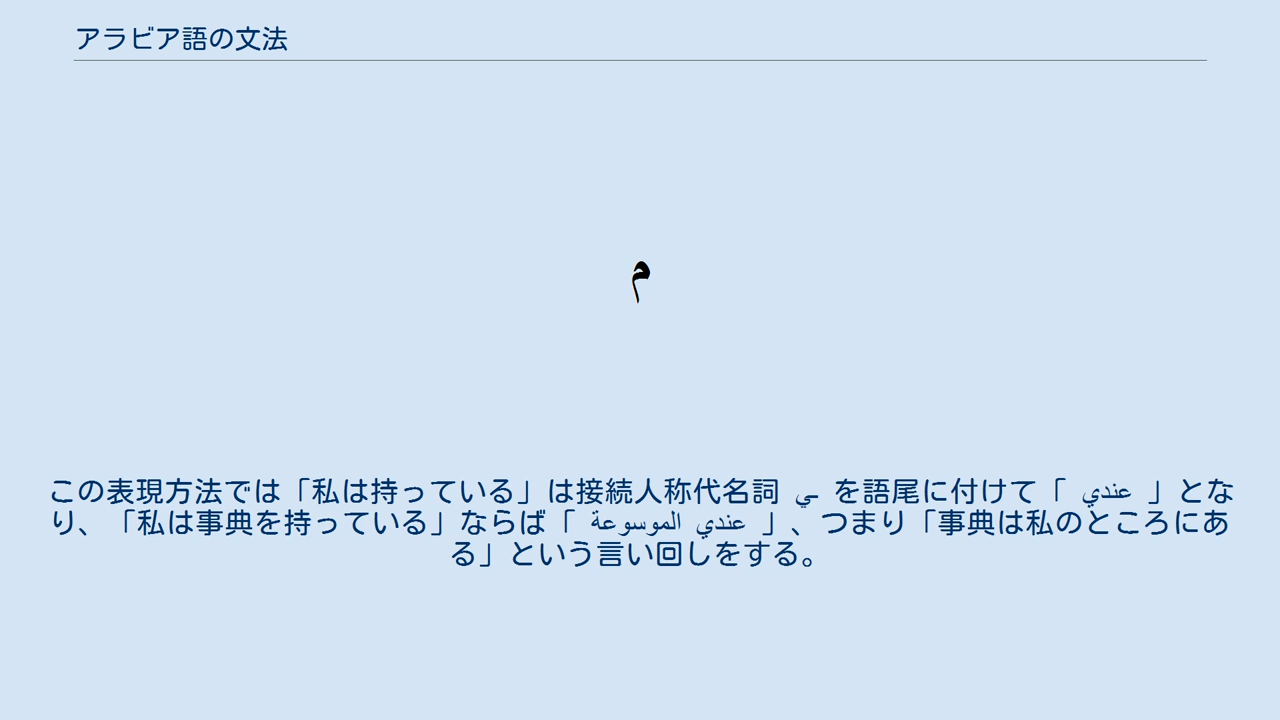 アラビア語の文法
م
この表現方法では「私は持っている」は接続人称代名詞 ـي を語尾に付けて「 عندي 」とな
り、「私は事典を持っている」ならば「 عندي الموسوعة 」、つまり「事典は私のところにあ
る」という言い回しをする。